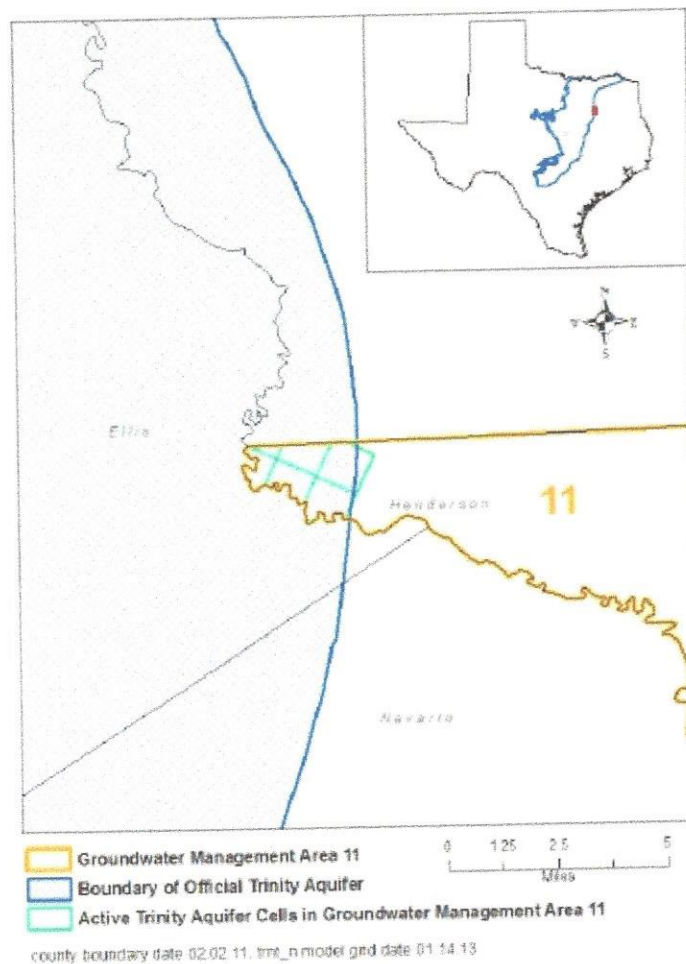 N
W E
S
Ellis
Henderson
11
Navarro
0 1.25 2.5 5
Miles
Groundwater Management Area 11
Boundary of Official Trinity Aquifer
Active Trinity Aquifer Cells in Groundwater Management Area 11
county boundary date 02.02.11, trnt_n model grid date 01.14.13